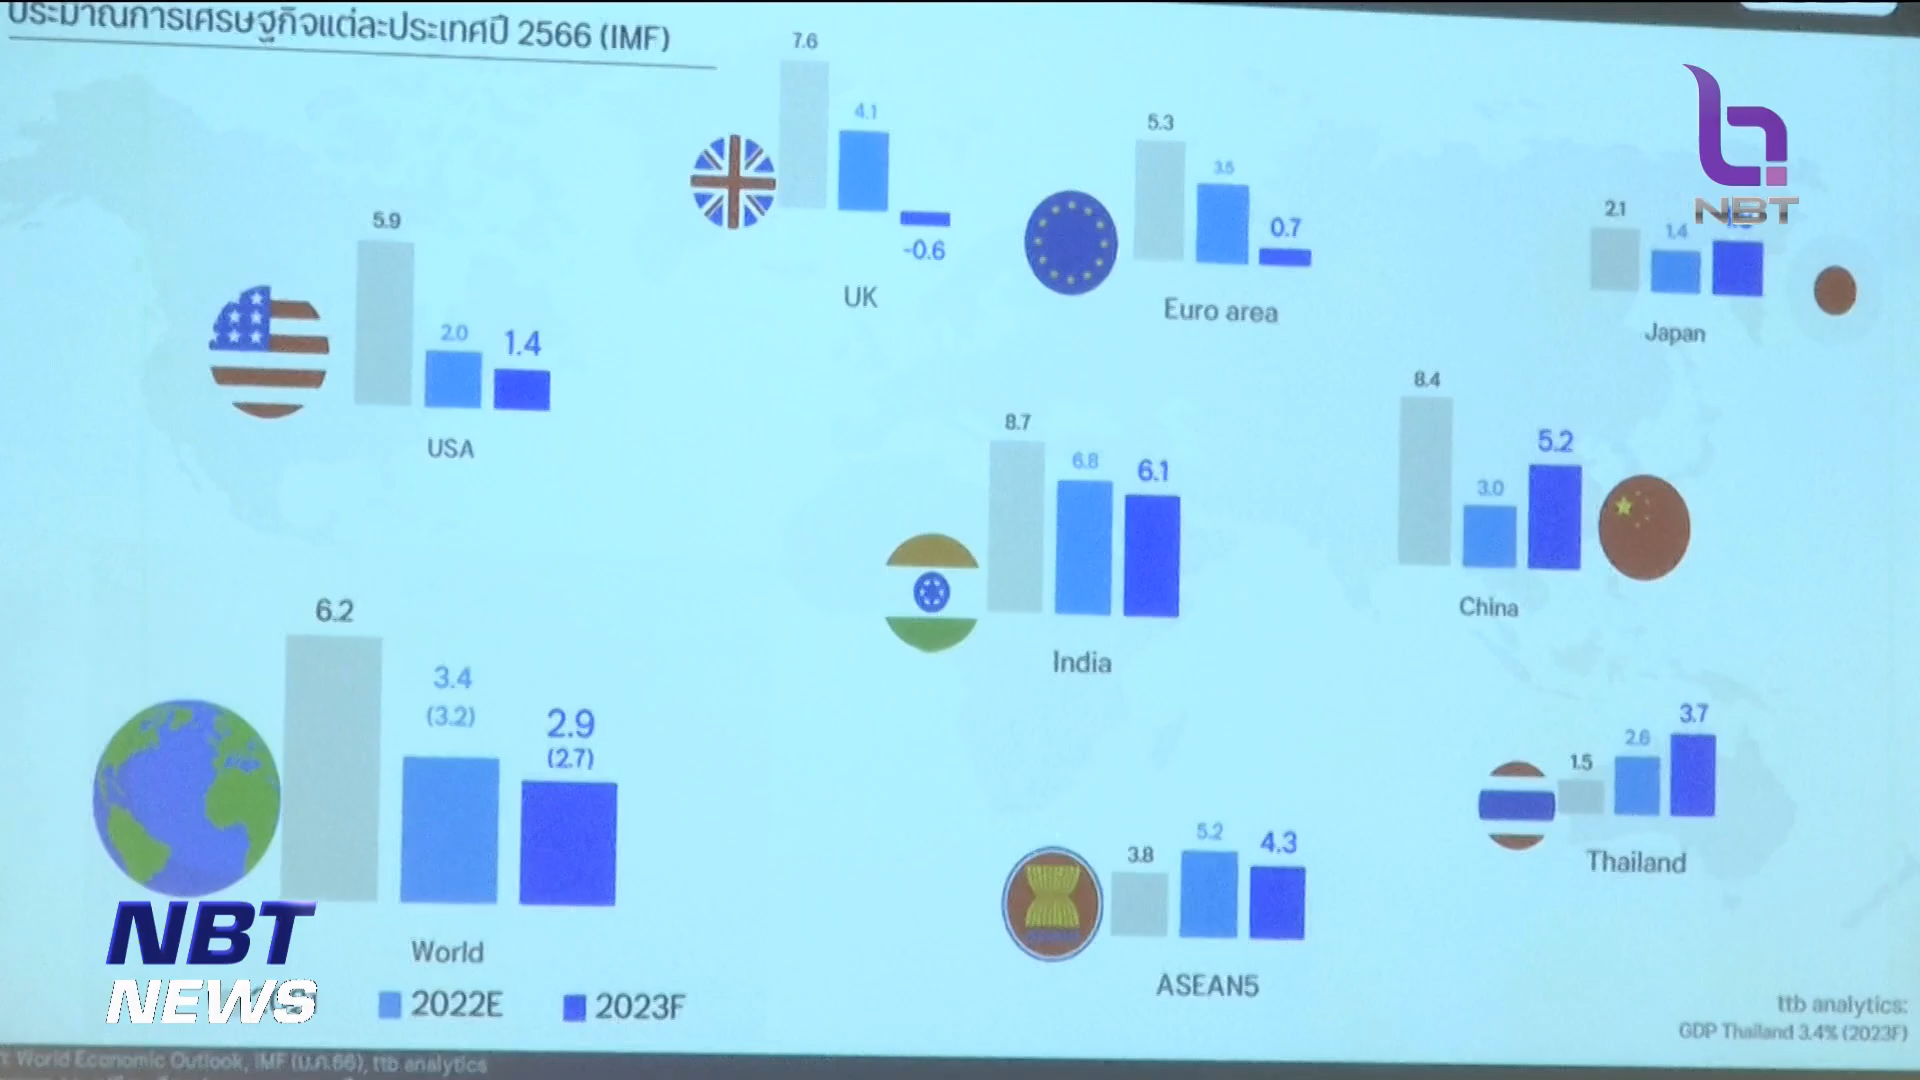 ประมาณการเศรษฐกิจแต่ละประเทศปี 2566 (IMF)
7.6
4.1
-0.6
UK
5.3
3.5
0.7
Euro area
NBT
2.1
1.4
Japan
5.9
2.0
1.4
USA
8.7
6.8
6.1
India
8.4
3.0
5.2
China
6.2
3.4
(3.2)
2.9
(2.7)
World
3.8
5.2
4.3
ASEAN5
1.5
2.6
3.7
Thailand
NBT
NEWS
2022E
2023F
ttb analytics:
GDP Thailand 3.4% (2023F)
World Economic Outlook, IMF (ม.ค.66), ttb analytics